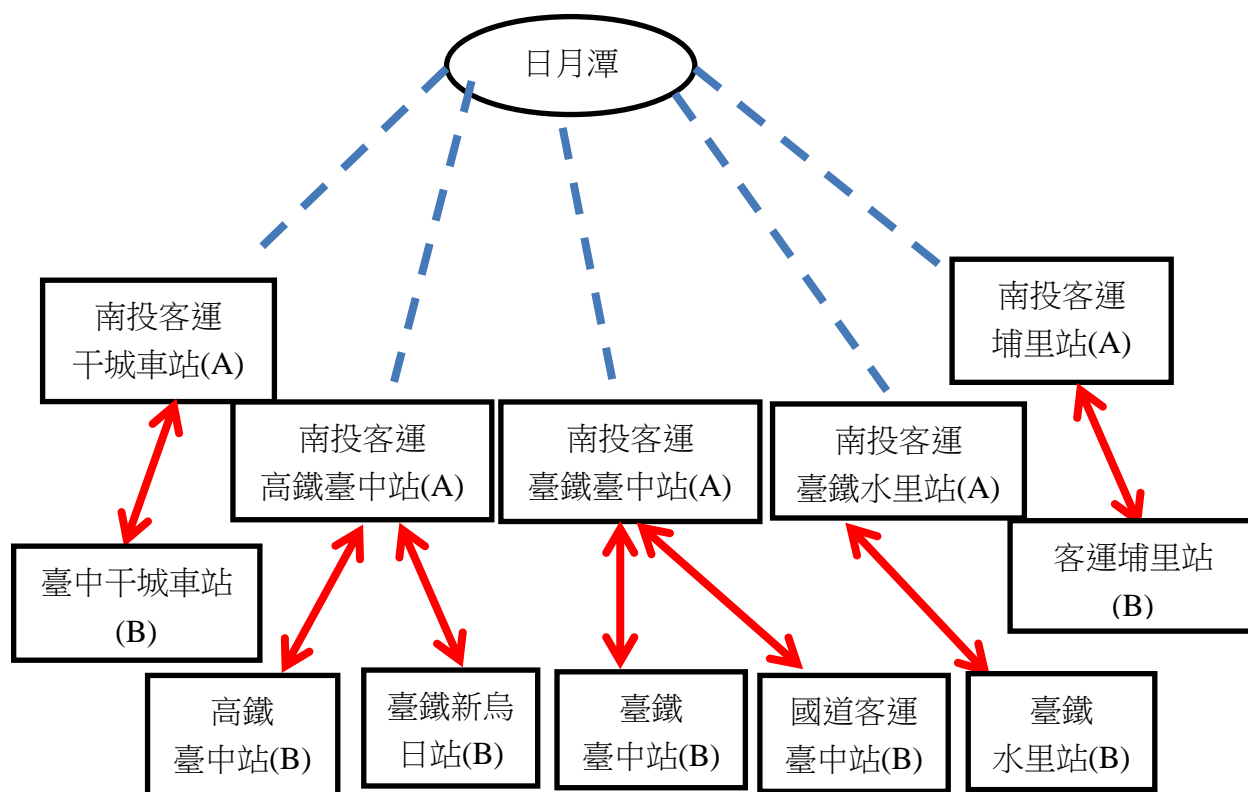 日月潭
南投客運
干城車站(A)
南投客運
埔里站(A)
南投客運
高鐵臺中站(A)
南投客運
臺鐵臺中站(A)
南投客運
臺鐵水里站(A)
臺中干城車站
(B)
客運埔里站
(B)
高鐵
臺中站(B)
臺鐵新烏
日站(B)
臺鐵
臺中站(B)
國道客運
臺中站(B)
臺鐵
水里站(B)